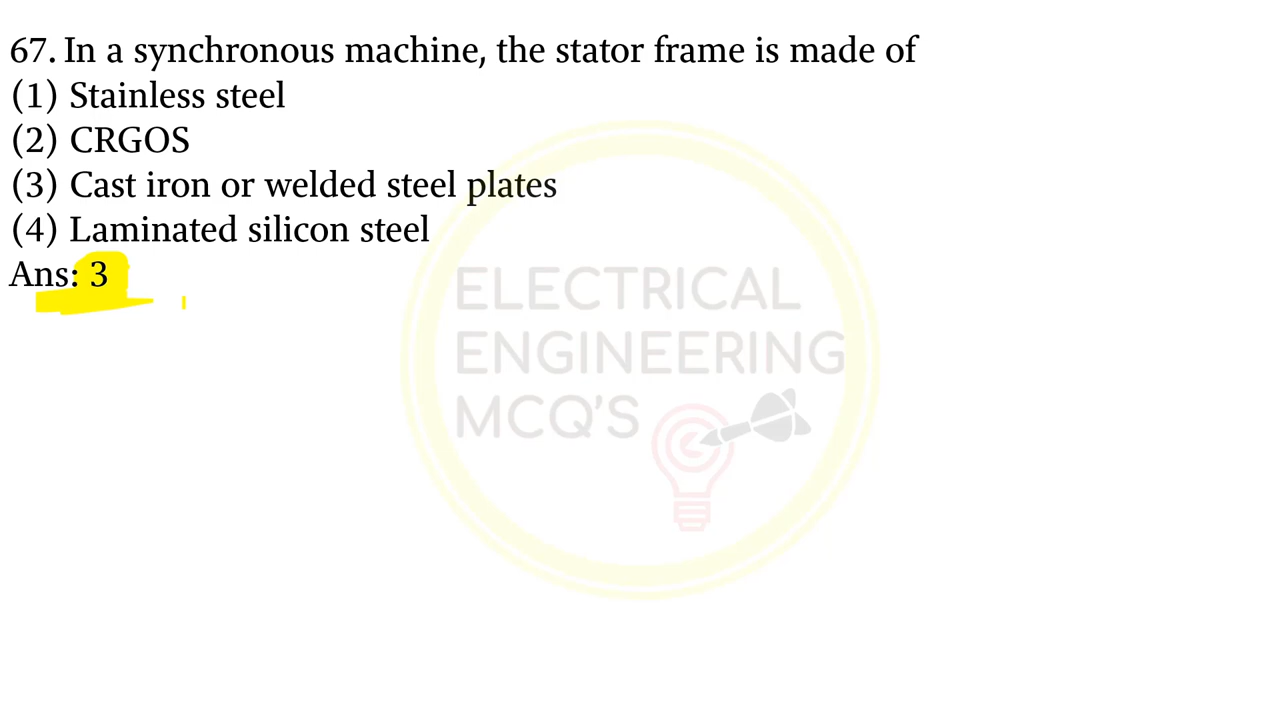 67. In a synchronous machine, the stator frame is made of
(1) Stainless steel
(2) CRGOS
(3) Cast iron or welded steel plates
(4) Laminated silicon steel
Ans: 3
ELECTRICAL
ENGINEERING
MCQ'S